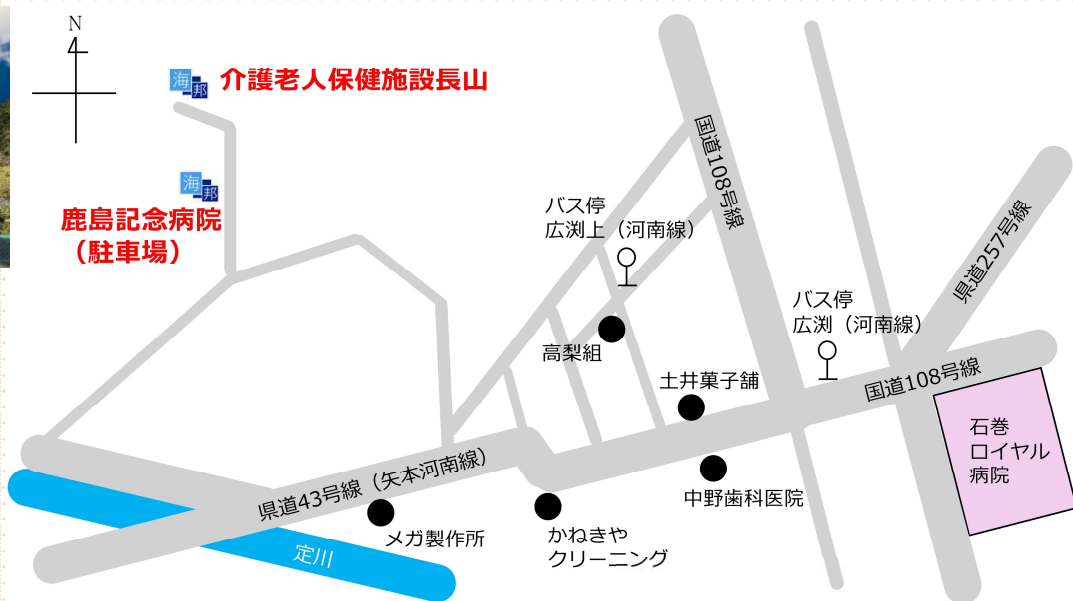 N
海邦
介護老人保健施設長山
海邦
鹿島記念病院
（駐車場）
国道108号線
バス停
広渕上（河南線）
県道257号線
バス停
広渕（河南線）
高梨組
土井菓子舗
国道108号線
石巻
ロイヤル
病院
県道43号線（矢本河南線）
中野歯科医院
メガ製作所
かねきや
クリーニング
定川